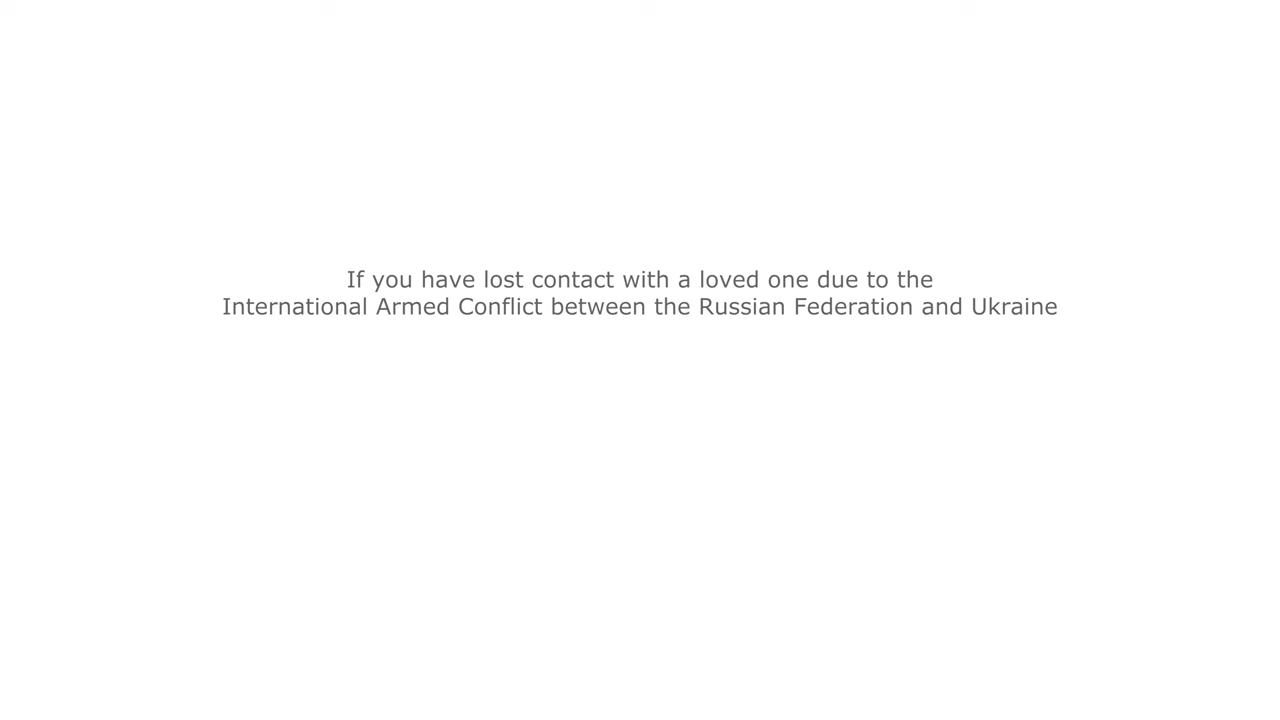 If you have lost contact with a loved one due to the
International Armed Conflict between the Russian Federation and Ukraine